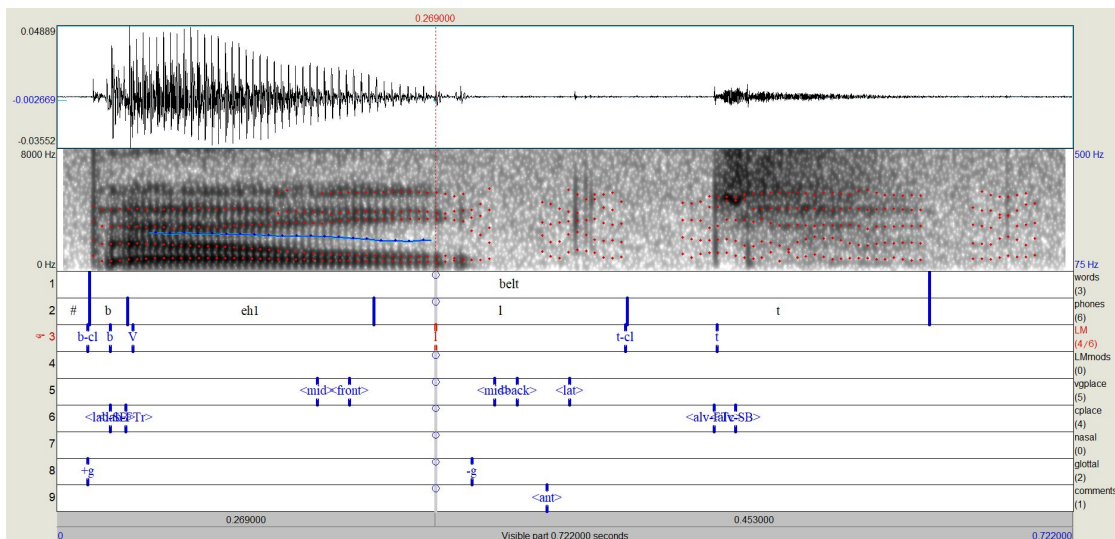 0.269000
0.04889
-0.002669
-0.03552
8000 Hz 500 Hz
0 Hz 75 Hz
1 belt words
(3)
2 # b eh1 l t phones
(6)
3 b-cl b V l t-cl t LM
(4/6)
4 LMmods
(0)
5 <mid> <front> <mid> <back> <lat> vgplace
(5)
6 cplace
(4)
7 nasal
(0)
8 +g -g glottal
(2)
9 <ant> comments
(1)
0.269000 0.453000
0 Visible part 0.722000 seconds 0.722000